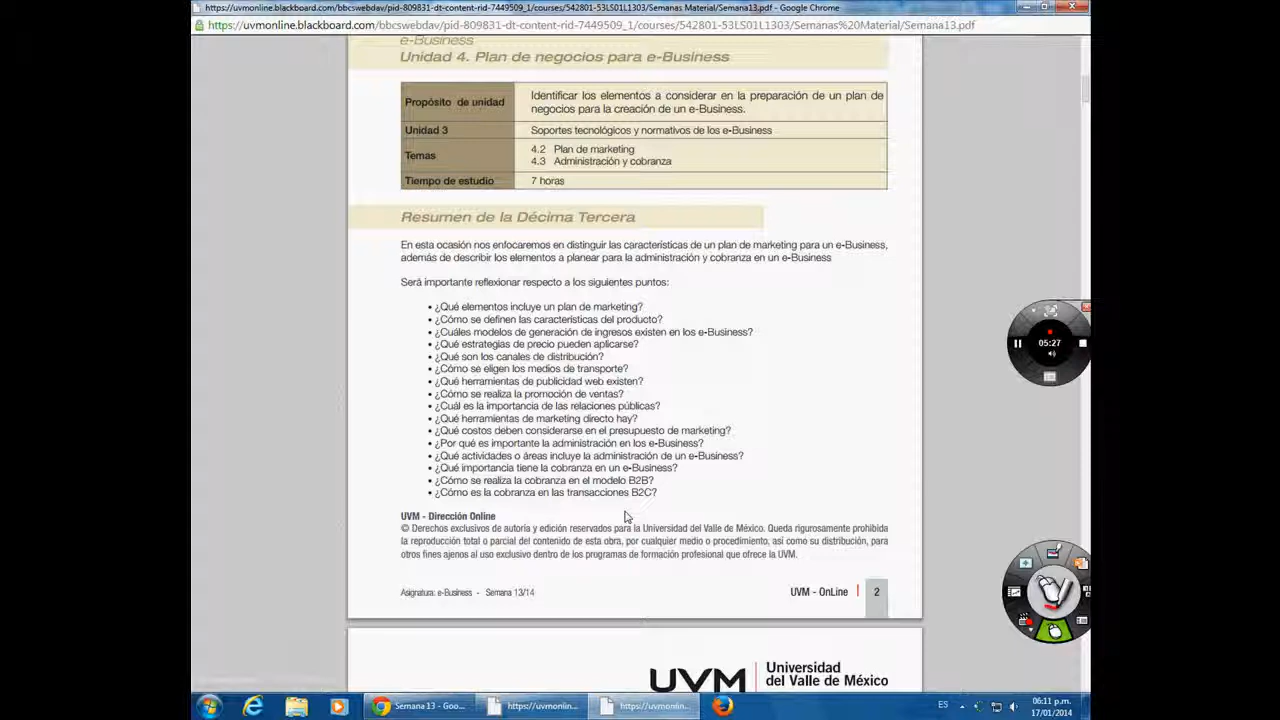 https://uvmonline.blackboard.com/bbcswebdav/pid-809831-dt-content-rid-7449509_1/courses/542801-53LS01L1303/Semanas Material/Semana13.pdf - Google Chrome
https://uvmonline.blackboard.com/bbcswebdav/pid-809831-dt-content-rid-7449509_1/courses/542801-53LS01L1303/Semanas%20Material/Semana13.pdf
e-Business
Unidad 4. Plan de negocios para e-Business
Propósito de unidad
Identificar los elementos a considerar en la preparación de un plan de
negocios para la creación de un e-Business.
Unidad 3
Soportes tecnológicos y normativos de los e-Business
Temas
4.2 Plan de marketing
4.3 Administración y cobranza
Tiempo de estudio
7 horas
Resumen de la Décima Tercera
En esta ocasión nos enfocaremos en distinguir las características de un plan de marketing para un e-Business,
además de describir los elementos a planear para la administración y cobranza en un e-Business
Será importante reflexionar respecto a los siguientes puntos:
• ¿Qué elementos incluye un plan de marketing?
• ¿Cómo se definen las características del producto?
• ¿Cuáles modelos de generación de ingresos existen en los e-Business?
• ¿Qué estrategias de precio pueden aplicarse?
• ¿Qué son los canales de distribución?
• ¿Cómo se eligen los medios de transporte?
• ¿Qué herramientas de publicidad web existen?
• ¿Cómo se realiza la promoción de ventas?
• ¿Cuál es la importancia de las relaciones públicas?
• ¿Qué herramientas de marketing directo hay?
• ¿Qué costos deben considerarse en el presupuesto de marketing?
• ¿Por qué es importante la administración en los e-Business?
• ¿Qué actividades o áreas incluye la administración de un e-Business?
• ¿Qué importancia tiene la cobranza en un e-Business?
• ¿Cómo se realiza la cobranza en el modelo B2B?
• ¿Cómo es la cobranza en las transacciones B2C?
UVM - Dirección Online
© Derechos exclusivos de autoría y edición reservados para la Universidad del Valle de México. Queda rigurosamente prohibida
la reproducción total o parcial del contenido de esta obra, por cualquier medio o procedimiento, así como su distribución, para
otros fines ajenos al uso exclusivo dentro de los programas de formación profesional que ofrece la UVM.
Asignatura: e-Business - Semana 13/14
UVM - OnLine
2
UVM
Universidad
del Valle de México
05:27
Semana 13 - Goo...
https://uvmonlin...
https://uvmonlin...
ES
06:11 p.m.
17/01/2014